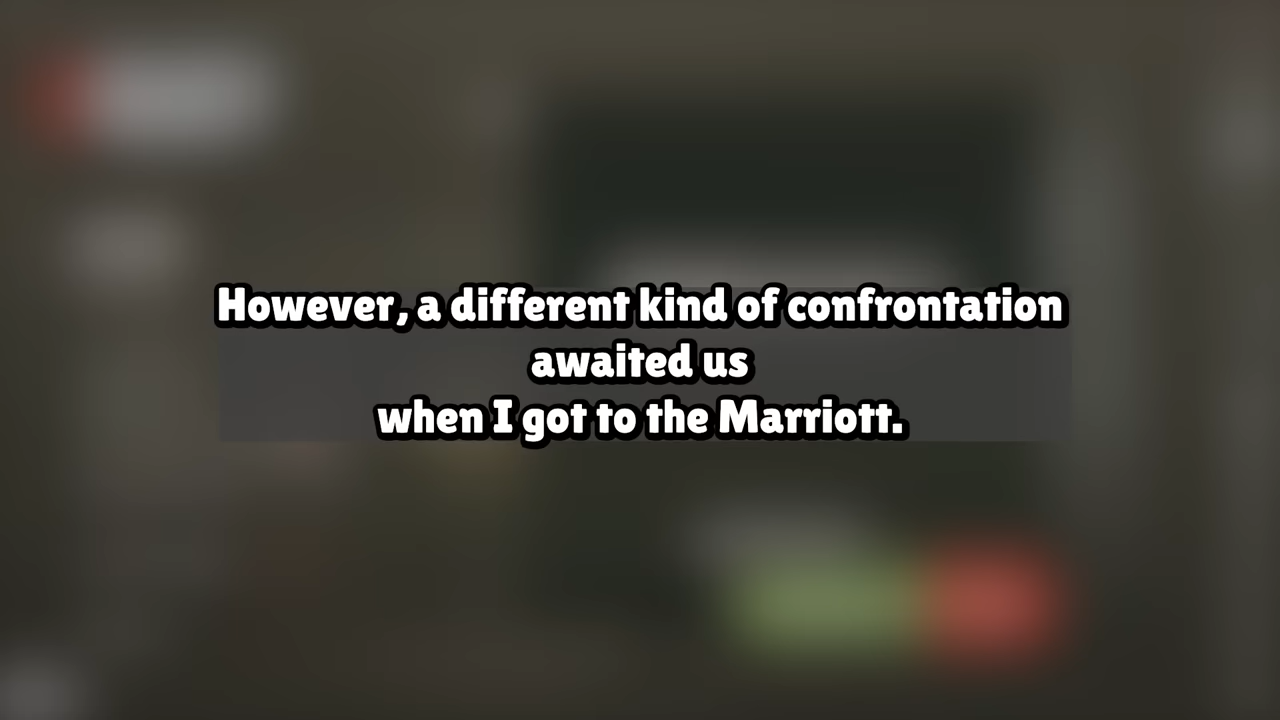 However, a different kind of confrontation
awaited us
when I got to the Marriott.